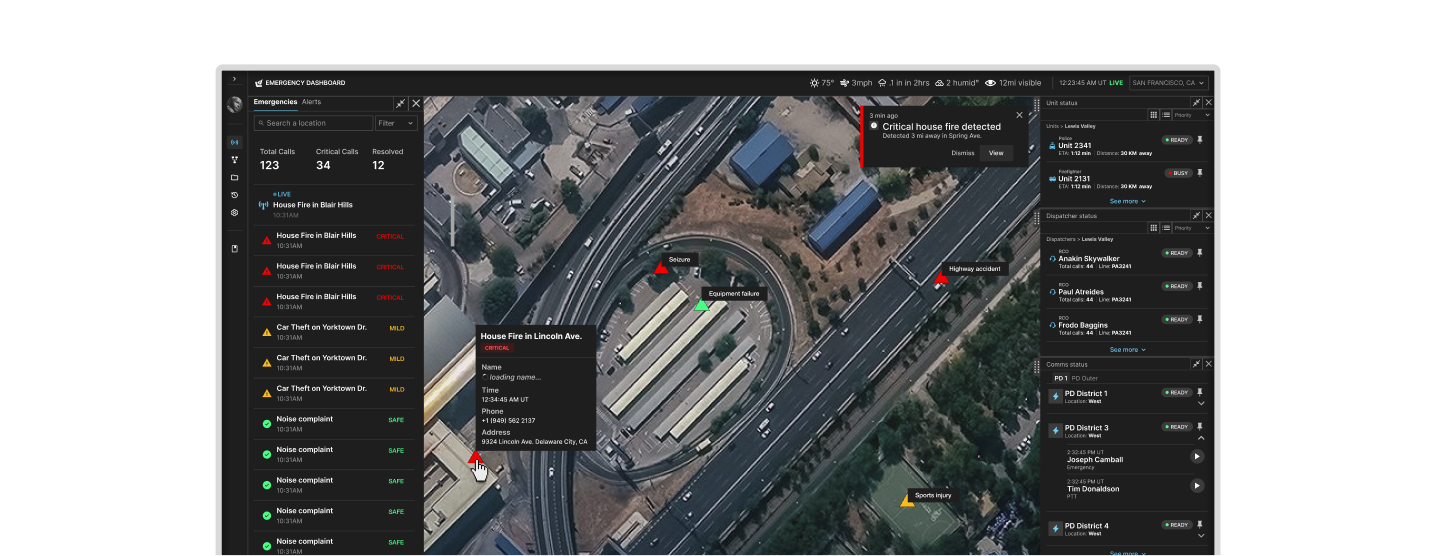 EMERGENCY DASHBOARD
75°
3mph
.1 in in 2hrs
2 humid°
12mi visible
12:23:45 AM UT LIVE
SAN FRANCISCO, CA
Emergencies Alerts
Search a location
Filter
Total Calls
123
Critical Calls
34
Resolved
12
LIVE
House Fire in Blair Hills
10:31AM
House Fire in Blair Hills CRITICAL
10:31AM
House Fire in Blair Hills CRITICAL
10:31AM
House Fire in Blair Hills CRITICAL
10:31AM
Car Theft on Yorktown Dr. MILD
10:31AM
Car Theft on Yorktown Dr. MILD
10:31AM
Car Theft on Yorktown Dr. MILD
10:31AM
Noise complaint SAFE
10:31AM
Noise complaint SAFE
10:31AM
Noise complaint SAFE
10:31AM
Noise complaint SAFE
10:31AM
Noise complaint SAFE
10:31AM
3 min ago
Critical house fire detected
Detected 3 mi away in Spring Ave.
Dismiss View
Seizure
Equipment failure
Highway accident
House Fire in Lincoln Ave.
CRITICAL
Name
loading name...
Time
12:34:45 AM UT
Phone
+1 (949) 562 2137
Address
9324 Lincoln Ave. Delaware City, CA
Sports injury
Unit status
Priority
Units > Lewis Valley
Police
Unit 2341
READY
ETA: 1:12 min Distance: 30 KM away
Firefighter
Unit 2131
BUSY
ETA: 1:12 min Distance: 30 KM away
See more
Dispatcher status
Priority
Dispatchers > Lewis Valley
RCO
Anakin Skywalker
READY
Total calls: 44 Line: PA3241
RCO
Paul Atreides
READY
Total calls: 44 Line: PA3241
RCO
Frodo Baggins
READY
Total calls: 44 Line: PA3241
See more
Comms status
PD 1 PD Outer
PD District 1
READY
Location: West
PD District 3
READY
Location: West
2:32:45 PM UT
Joseph Camball
Emergency
2:32:45 PM UT
Tim Donaldson
PTT
PD District 4
READY
Location: West
See more